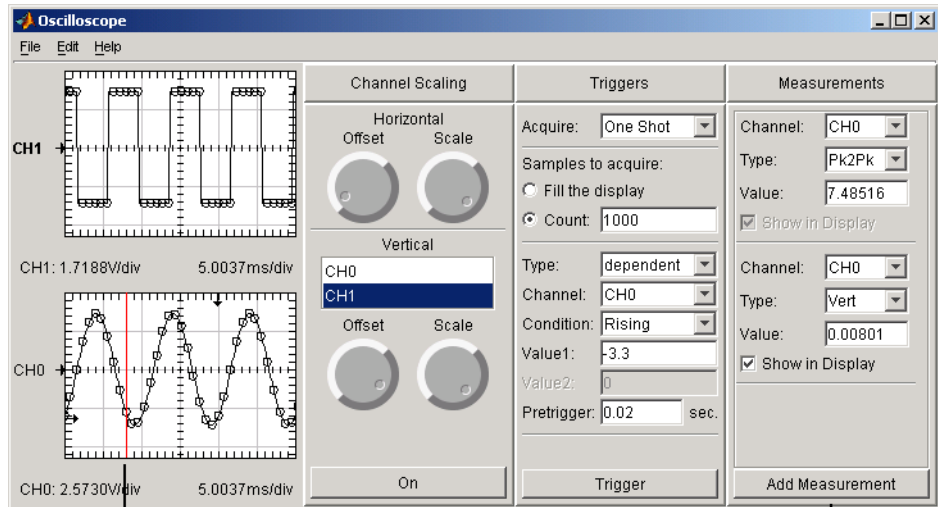 Oscilloscope
File Edit Help
CH1
CH1: 1.7188V/div 5.0037ms/div
CH0
CH0: 2.5730V/div 5.0037ms/div
Channel Scaling
Horizontal
Offset Scale
Vertical
CH0
CH1
Offset Scale
On
Triggers
Acquire: One Shot
Samples to acquire:
Fill the display
Count: 1000
Type: dependent
Channel: CH0
Condition: Rising
Value1: -3.3
Value2: 0
Pretrigger: 0.02 sec.
Trigger
Measurements
Channel: CH0
Type: Pk2Pk
Value: 7.48516
Show in Display
Channel: CH0
Type: Vert
Value: 0.00801
Show in Display
Add Measurement